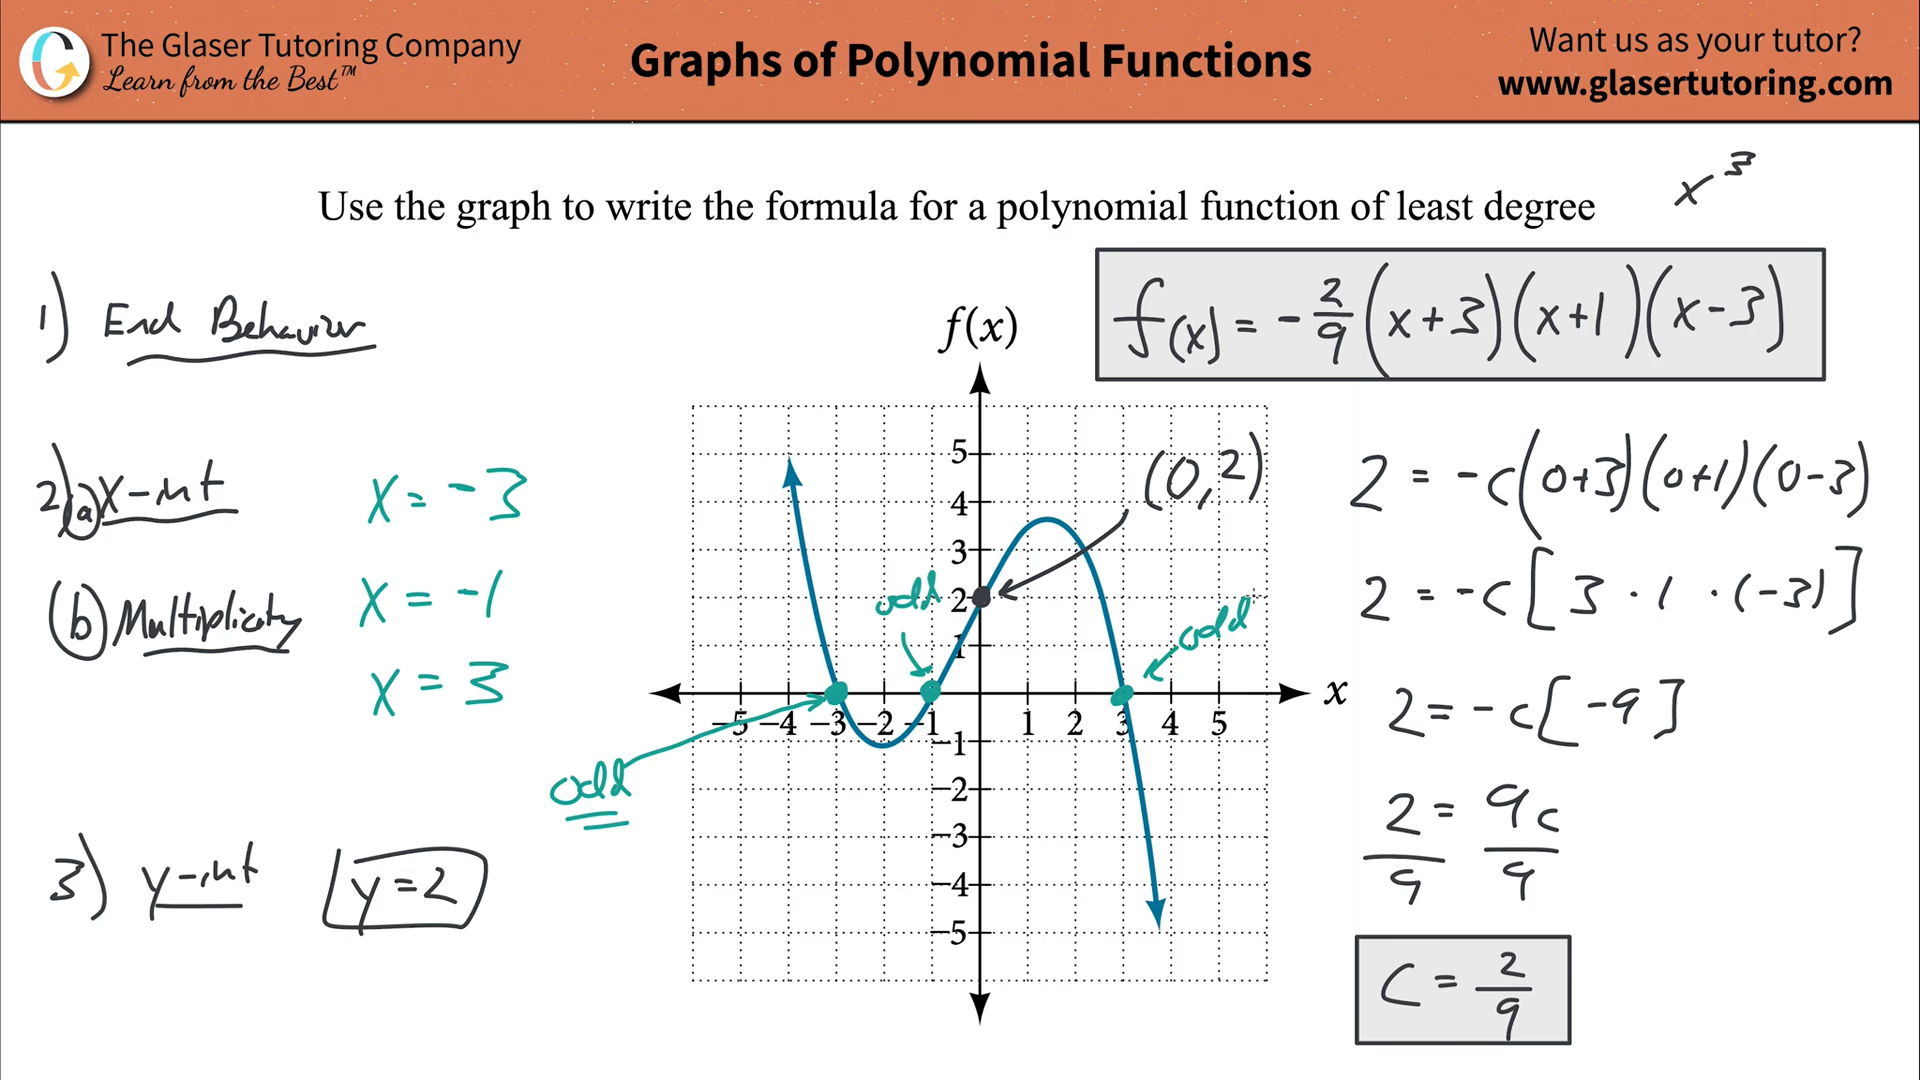 The Glaser Tutoring Company
Learn from the Best™
Graphs of Polynomial Functions
Want us as your tutor?
www.glasertutoring.com
Use the graph to write the formula for a polynomial function of least degree
x³
1) End Behavior
f(x) = -2/9 (x+3)(x+1)(x-3)
f(x)
2) (a) x-int
x = -3
(b) Multiplicity
x = -1
x = 3
3) y-int
y = 2
(0,2)
odd
odd
odd
5
4
3
2
1
−5 −4 −3 −2 −1 1 2 3 4 5 x
−1
−2
−3
−4
−5
2 = -c(0+3)(0+1)(0-3)
2 = -c[3 · 1 · (-3)]
2 = -c[-9]
2 = 9c
9 9
c = 2/9